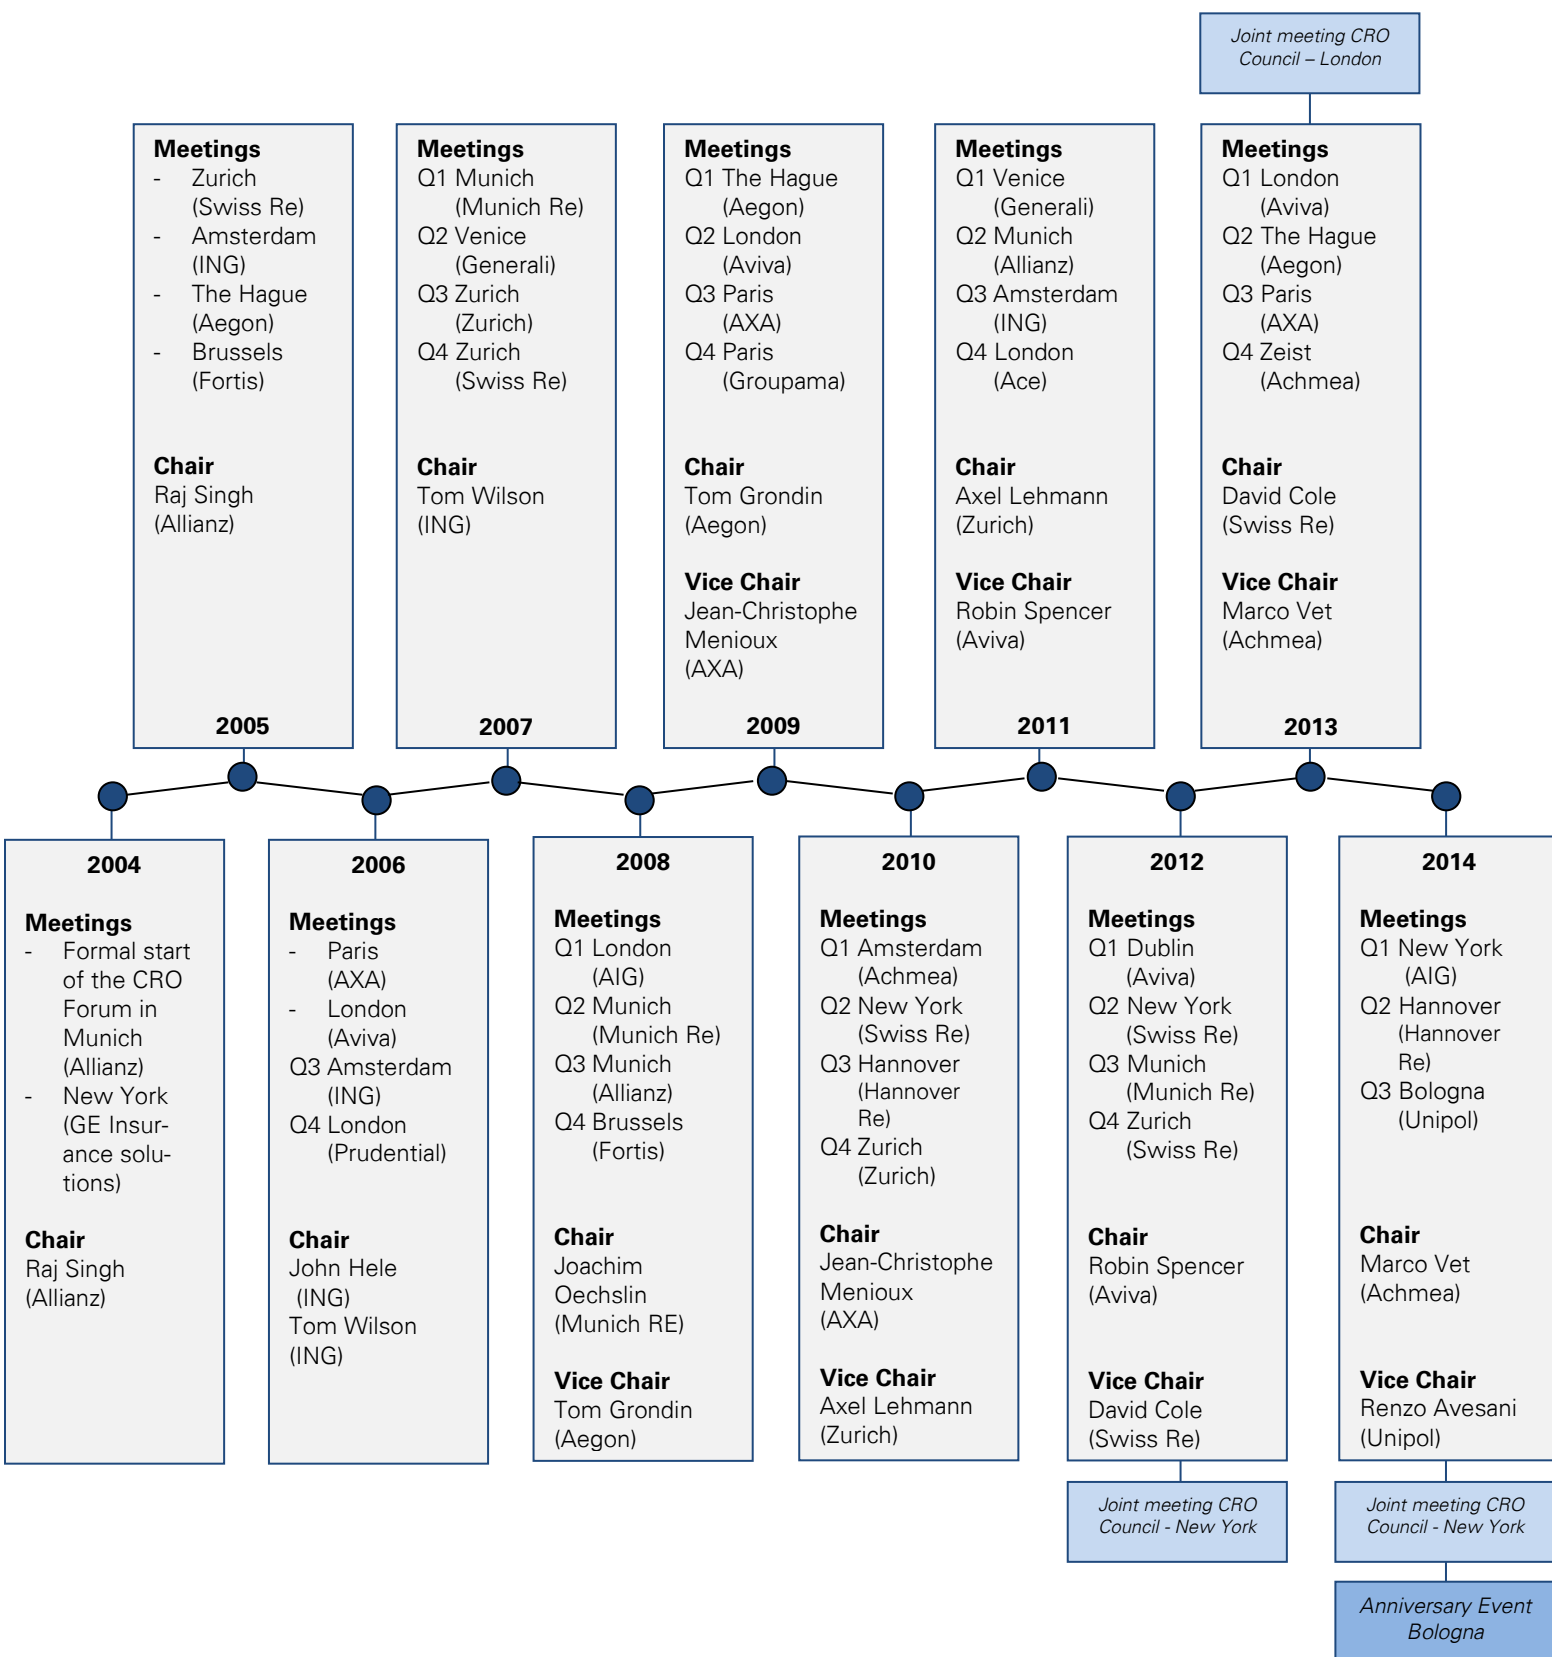 Joint meeting CRO
Council – London
Meetings
- Zurich
(Swiss Re)
- Amsterdam
(ING)
- The Hague
(Aegon)
- Brussels
(Fortis)
Chair
Raj Singh
(Allianz)
2005
Meetings
Q1 Munich
(Munich Re)
Q2 Venice
(Generali)
Q3 Zurich
(Zurich)
Q4 Zurich
(Swiss Re)
Chair
Tom Wilson
(ING)
2007
Meetings
Q1 The Hague
(Aegon)
Q2 London
(Aviva)
Q3 Paris
(AXA)
Q4 Paris
(Groupama)
Chair
Tom Grondin
(Aegon)
Vice Chair
Jean-Christophe
Menioux
(AXA)
2009
Meetings
Q1 Venice
(Generali)
Q2 Munich
(Allianz)
Q3 Amsterdam
(ING)
Q4 London
(Ace)
Chair
Axel Lehmann
(Zurich)
Vice Chair
Robin Spencer
(Aviva)
2011
Meetings
Q1 London
(Aviva)
Q2 The Hague
(Aegon)
Q3 Paris
(AXA)
Q4 Zeist
(Achmea)
Chair
David Cole
(Swiss Re)
Vice Chair
Marco Vet
(Achmea)
2013
2004
Meetings
- Formal start
of the CRO
Forum in
Munich
(Allianz)
- New York
(GE Insur-
ance solu-
tions)
Chair
Raj Singh
(Allianz)
2006
Meetings
- Paris
(AXA)
- London
(Aviva)
Q3 Amsterdam
(ING)
Q4 London
(Prudential)
Chair
John Hele
(ING)
Tom Wilson
(ING)
2008
Meetings
Q1 London
(AIG)
Q2 Munich
(Munich Re)
Q3 Munich
(Allianz)
Q4 Brussels
(Fortis)
Chair
Joachim
Oechslin
(Munich RE)
Vice Chair
Tom Grondin
(Aegon)
2010
Meetings
Q1 Amsterdam
(Achmea)
Q2 New York
(Swiss Re)
Q3 Hannover
(Hannover
Re)
Q4 Zurich
(Zurich)
Chair
Jean-Christophe
Menioux
(AXA)
Vice Chair
Axel Lehmann
(Zurich)
2012
Meetings
Q1 Dublin
(Aviva)
Q2 New York
(Swiss Re)
Q3 Munich
(Munich Re)
Q4 Zurich
(Swiss Re)
Chair
Robin Spencer
(Aviva)
Vice Chair
David Cole
(Swiss Re)
Joint meeting CRO
Council - New York
2014
Meetings
Q1 New York
(AIG)
Q2 Hannover
(Hannover
Re)
Q3 Bologna
(Unipol)
Chair
Marco Vet
(Achmea)
Vice Chair
Renzo Avesani
(Unipol)
Joint meeting CRO
Council - New York
Anniversary Event
Bologna